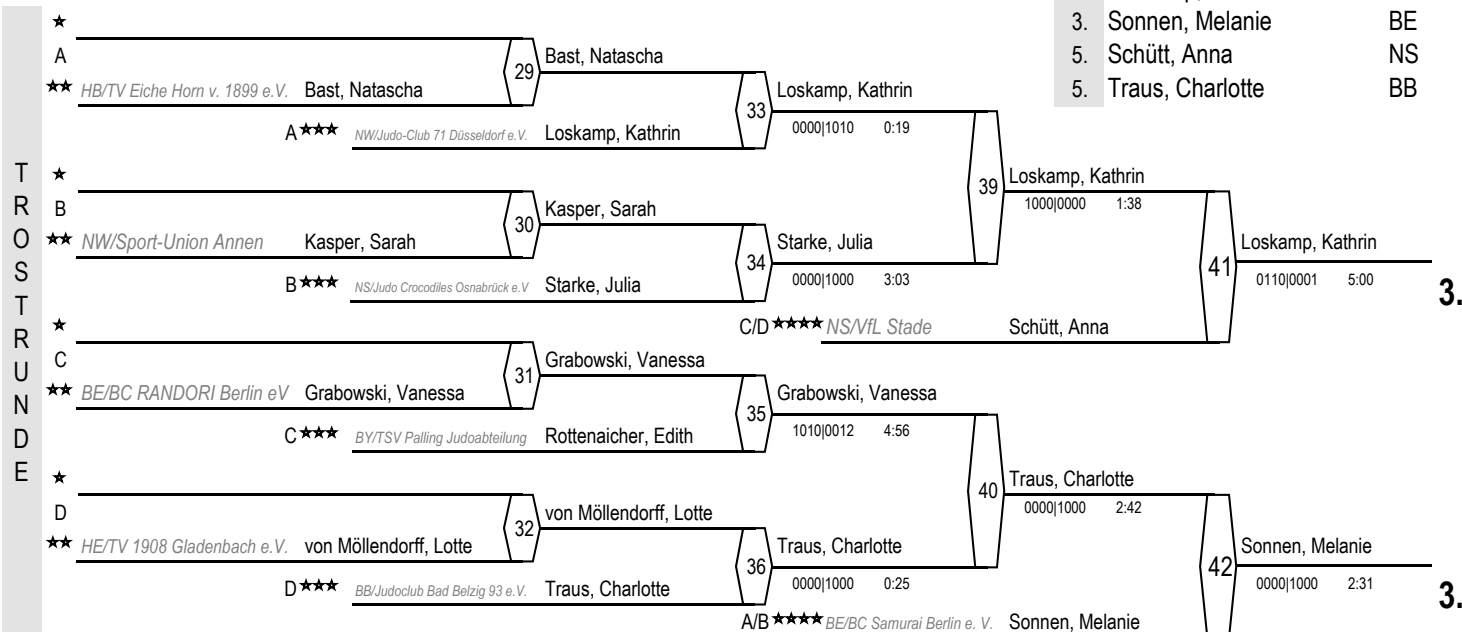 3. Sonnen, Melanie BE
5. Schütt, Anna NS
5. Traus, Charlotte BB
TROSTRUNDE
A
Bast, Natascha
29
HB/TV Eiche Horn v. 1899 e.V. Bast, Natascha
Loskamp, Kathrin
33
A NW/Judo-Club 71 Düsseldorf e.V. Loskamp, Kathrin
0000|1010 0:19
Loskamp, Kathrin
39
1000|0000 1:38
B
Kasper, Sarah
30
NW/Sport-Union Annen Kasper, Sarah
Starke, Julia
34
B NS/Judo Crocodiles Osnabrück e.V Starke, Julia
0000|1000 3:03
Loskamp, Kathrin
41
0110|0001 5:00
3.
C/D NS/VfL Stade Schütt, Anna
C
Grabowski, Vanessa
31
BE/BC RANDORI Berlin eV Grabowski, Vanessa
Grabowski, Vanessa
35
C BY/TSV Palling Judoabteilung Rottenaicher, Edith
1010|0012 4:56
Traus, Charlotte
40
0000|1000 2:42
D
von Möllendorff, Lotte
32
HE/TV 1908 Gladenbach e.V. von Möllendorff, Lotte
Traus, Charlotte
36
D BB/Judoclub Bad Belzig 93 e.V. Traus, Charlotte
0000|1000 0:25
Sonnen, Melanie
42
0000|1000 2:31
3.
A/B BE/BC Samurai Berlin e. V. Sonnen, Melanie